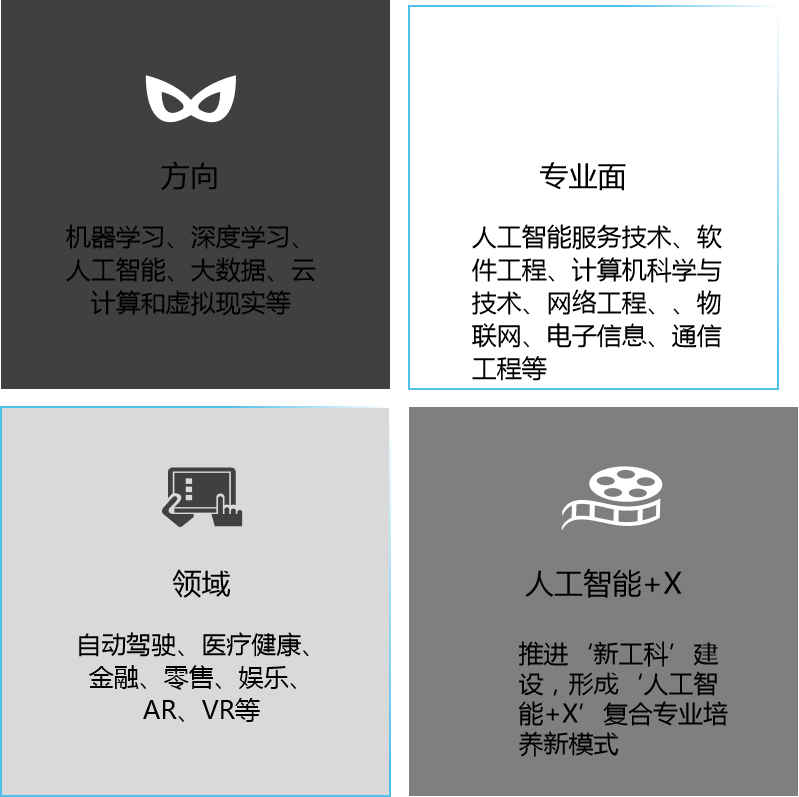 方向
机器学习、深度学习、
人工智能、大数据、云
计算和虚拟现实等
专业面
人工智能服务技术、软
件工程、计算机科学与
技术、网络工程、、物
联网、电子信息、通信
工程等
领域
自动驾驶、医疗健康、
金融、零售、娱乐、
AR、VR等
人工智能+X
推进‘新工科’建
设，形成‘人工智
能+X’复合专业培
养新模式